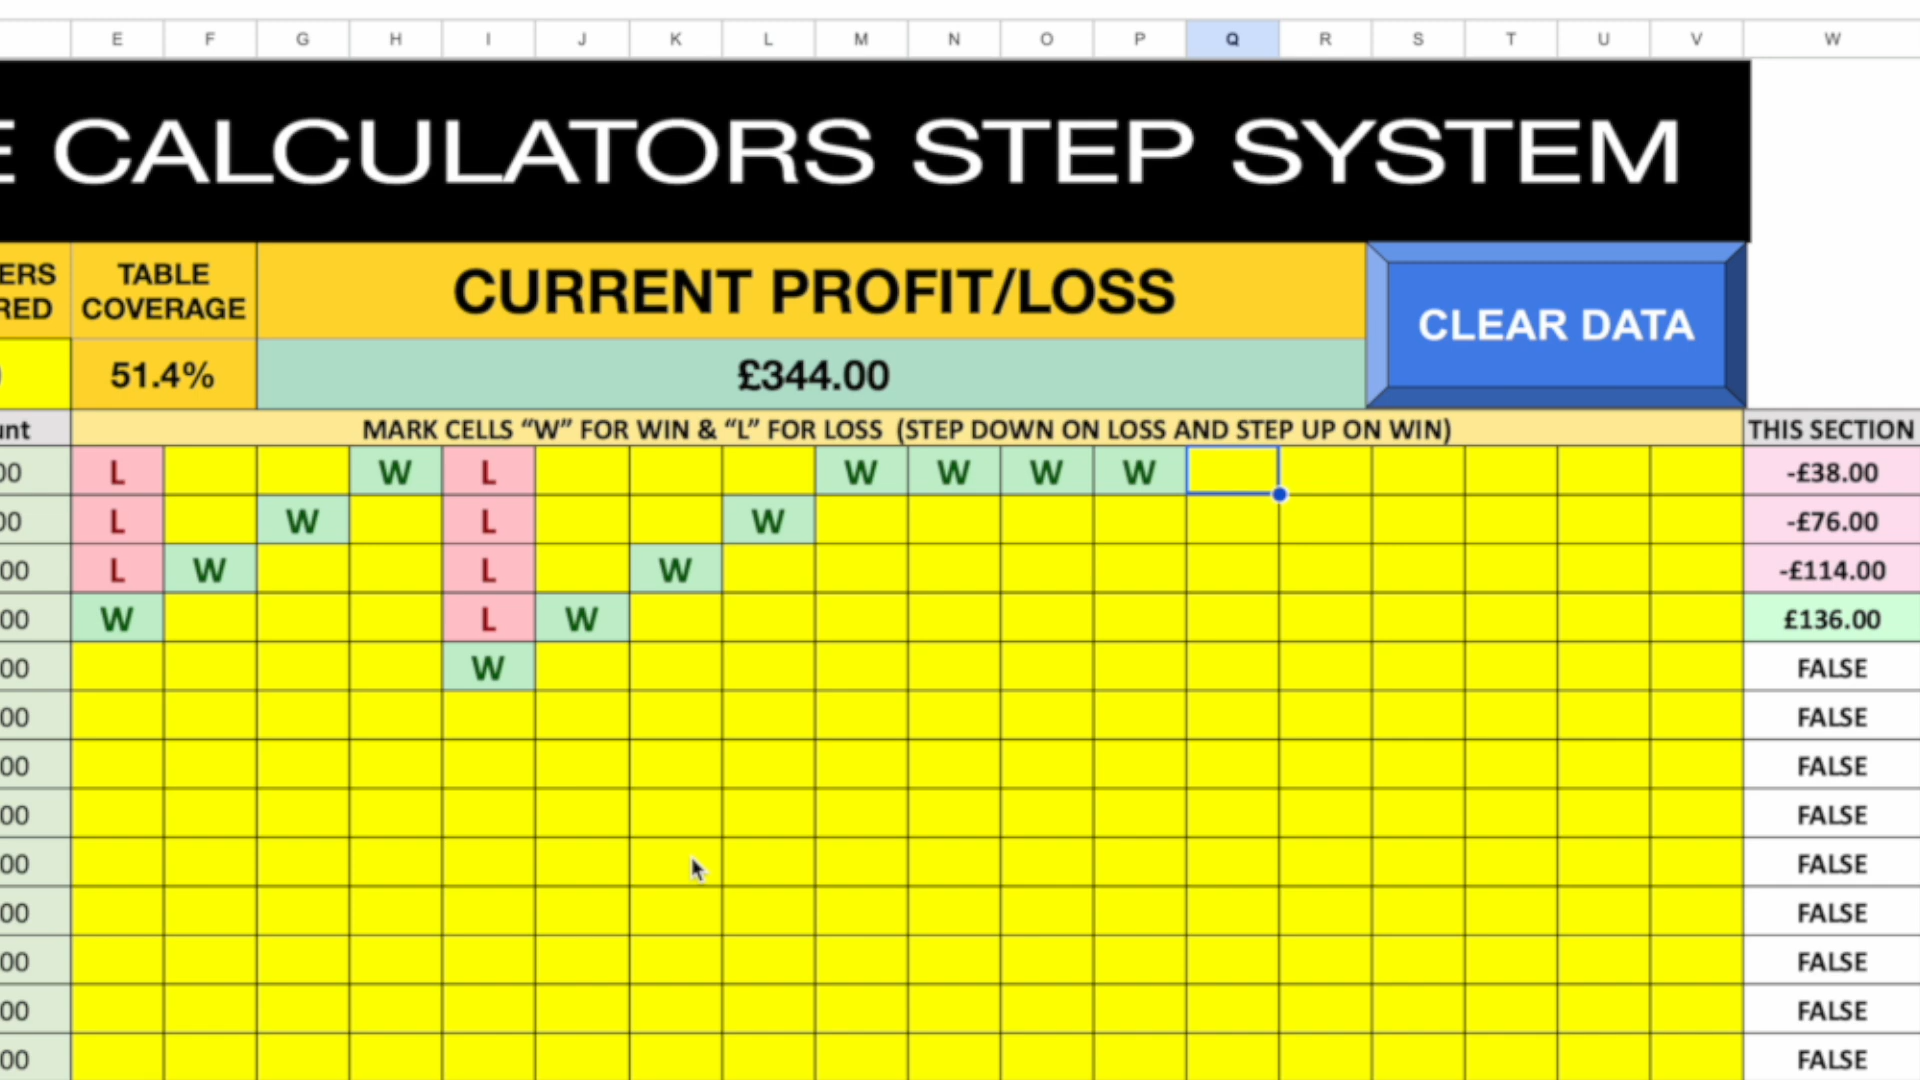 E F G H I J K L M N O P Q R S T U V W
E CALCULATORS STEP SYSTEM
ERS TABLE CURRENT PROFIT/LOSS CLEAR DATA
RED COVERAGE
51.4% £344.00
unt MARK CELLS “W” FOR WIN & “L” FOR LOSS (STEP DOWN ON LOSS AND STEP UP ON WIN) THIS SECTION
00 L W L W W W W -£38.00
00 L W L W -£76.00
00 L W L W -£114.00
00 W L W £136.00
00 W FALSE
00 FALSE
00 FALSE
00 FALSE
00 FALSE
00 FALSE
00 FALSE
00 FALSE
00 FALSE